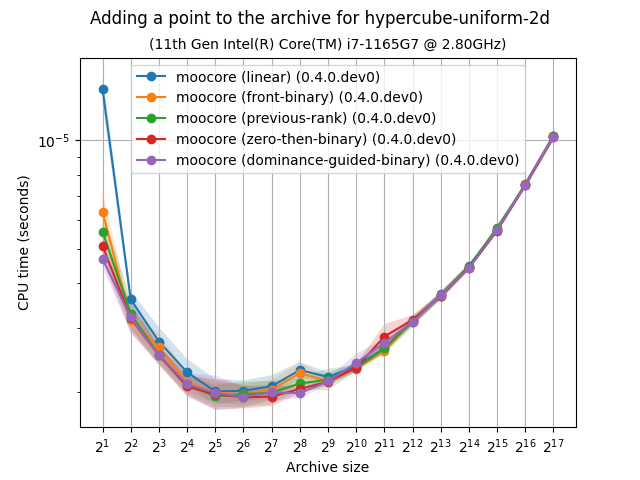 Adding a point to the archive for hypercube-uniform-2d
(11th Gen Intel(R) Core(TM) i7-1165G7 @ 2.80GHz)
moocore (linear) (0.4.0.dev0)
moocore (front-binary) (0.4.0.dev0)
moocore (previous-rank) (0.4.0.dev0)
moocore (zero-then-binary) (0.4.0.dev0)
moocore (dominance-guided-binary) (0.4.0.dev0)
10⁻⁵
CPU time (seconds)
2¹ 2² 2³ 2⁴ 2⁵ 2⁶ 2⁷ 2⁸ 2⁹ 2¹⁰ 2¹¹ 2¹² 2¹³ 2¹⁴ 2¹⁵ 2¹⁶ 2¹⁷
Archive size